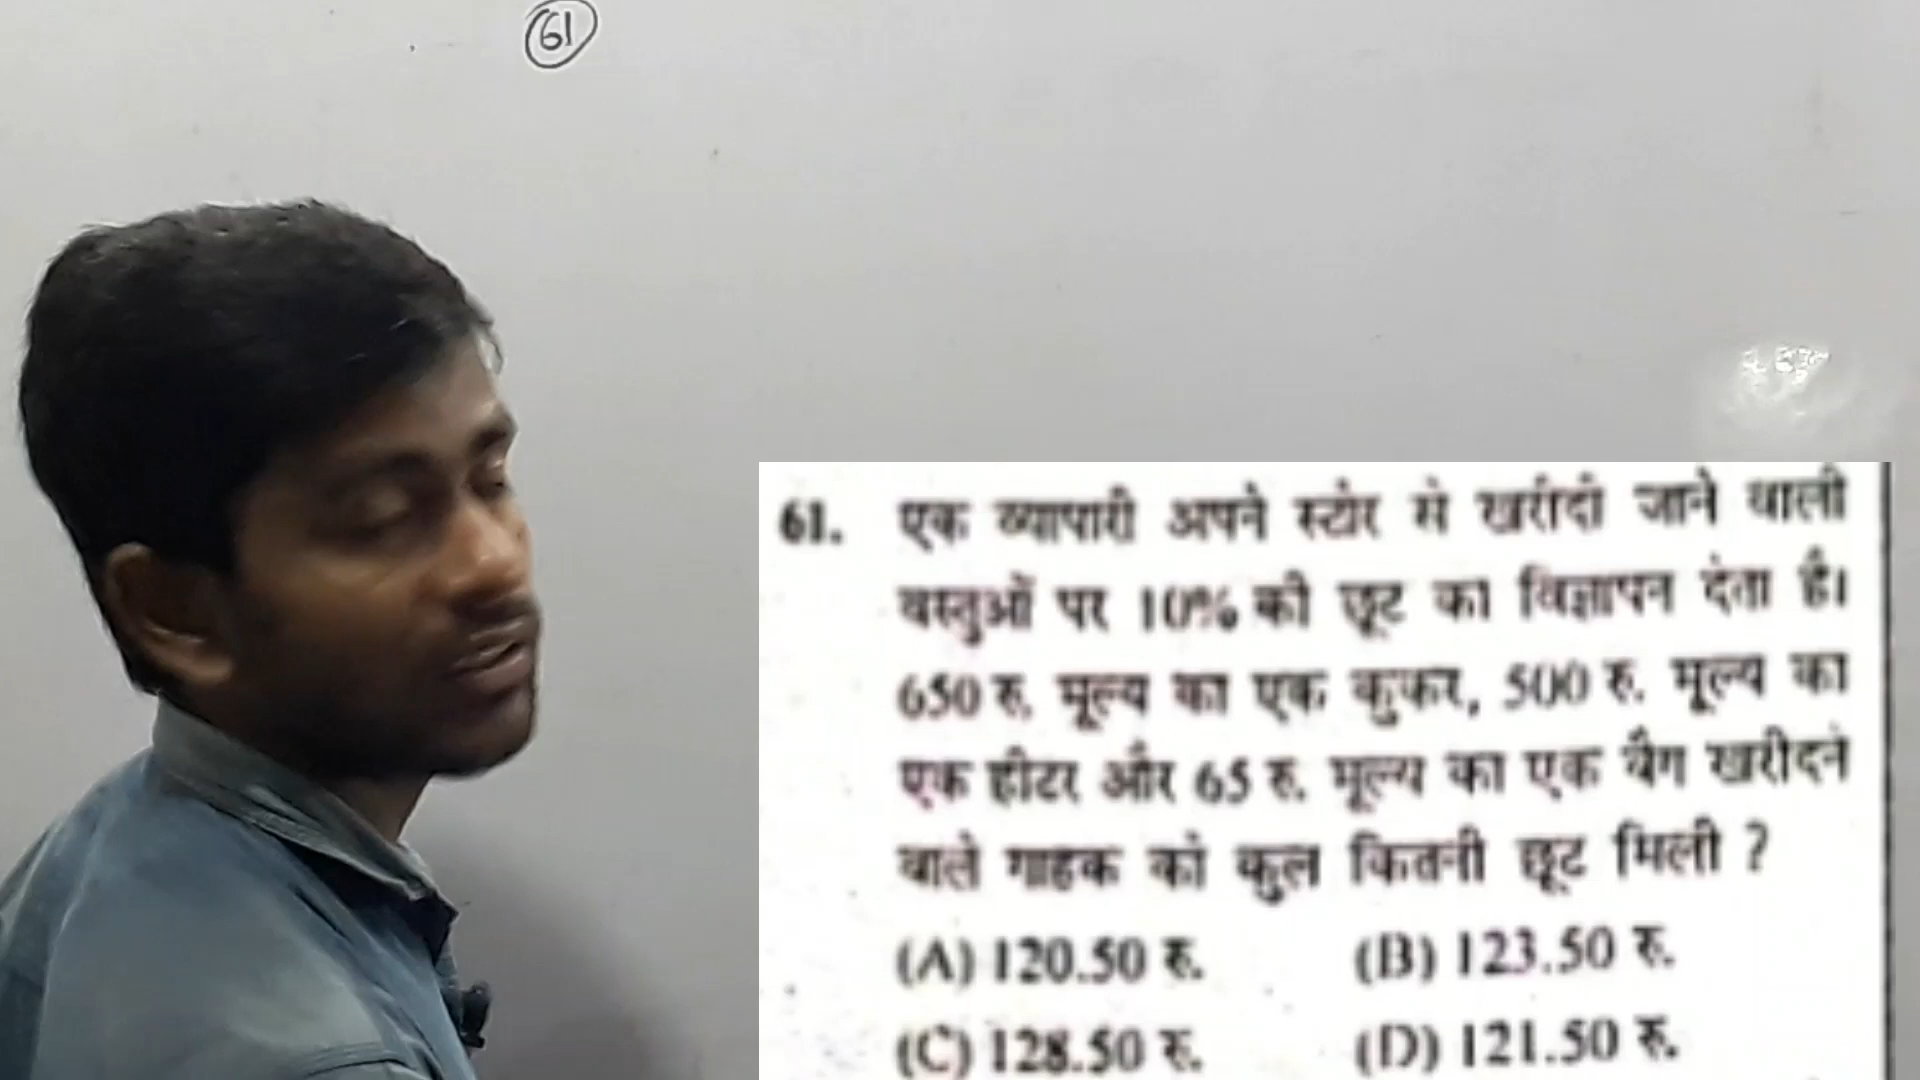 61
61. एक व्यापारी अपने स्टोर से खरीदी जाने वाली
वस्तुओं पर 10% की छूट का विज्ञापन देता है।
650 रु. मूल्य का एक कुकर, 500 रु. मूल्य का
एक हीटर और 65 रु. मूल्य का एक बैग खरीदने
वाले गाहक को कुल कितनी छूट मिली ?
(A) 120.50 रु. (B) 123.50 रु.
(C) 128.50 रु. (D) 121.50 रु.